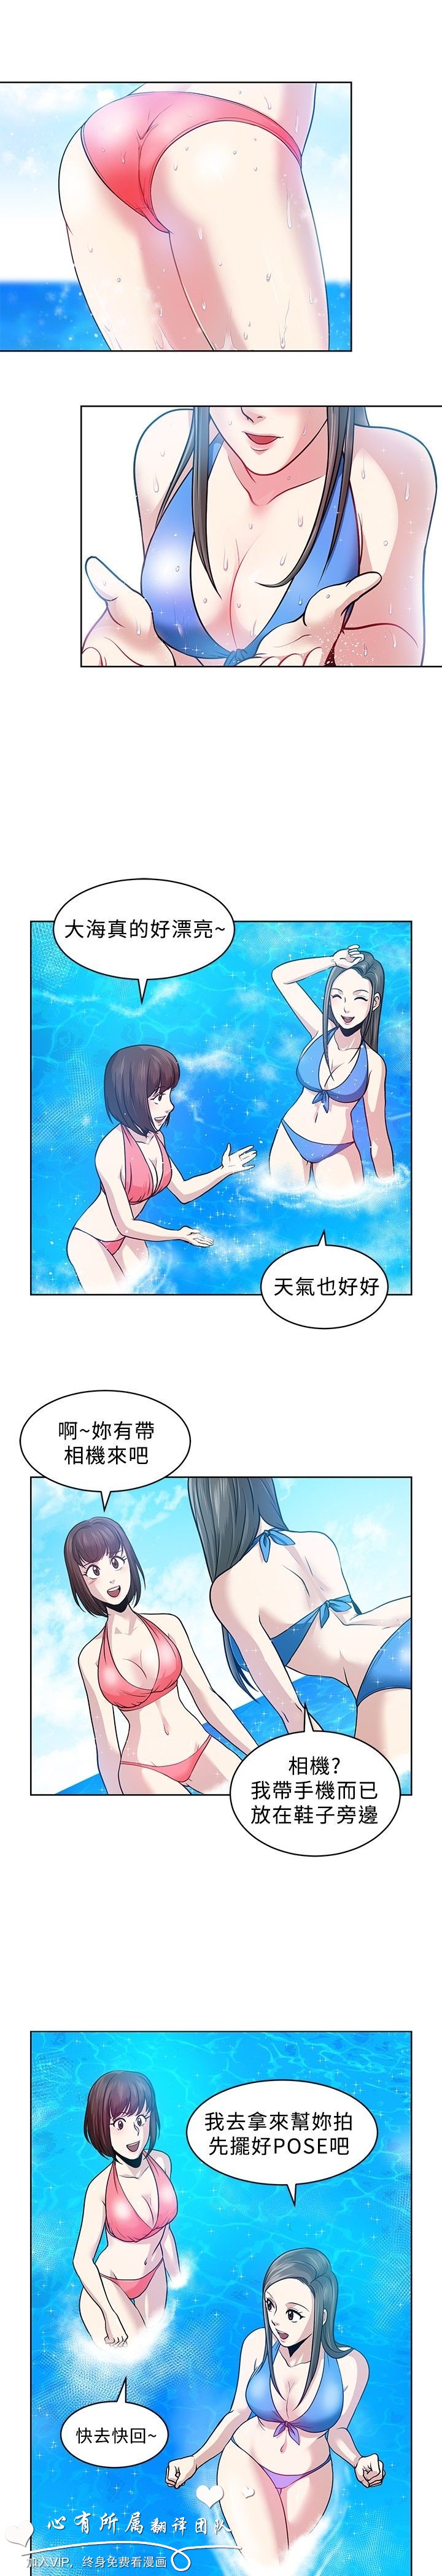 大海真的好漂亮~
天氣也好好
啊~妳有帶
相機來吧
相機?
我帶手機而已
放在鞋子旁邊
我去拿來幫妳拍
先擺好POSE吧
快去快回~
心有所属翻译团队
加入VIP，终身免费看漫画